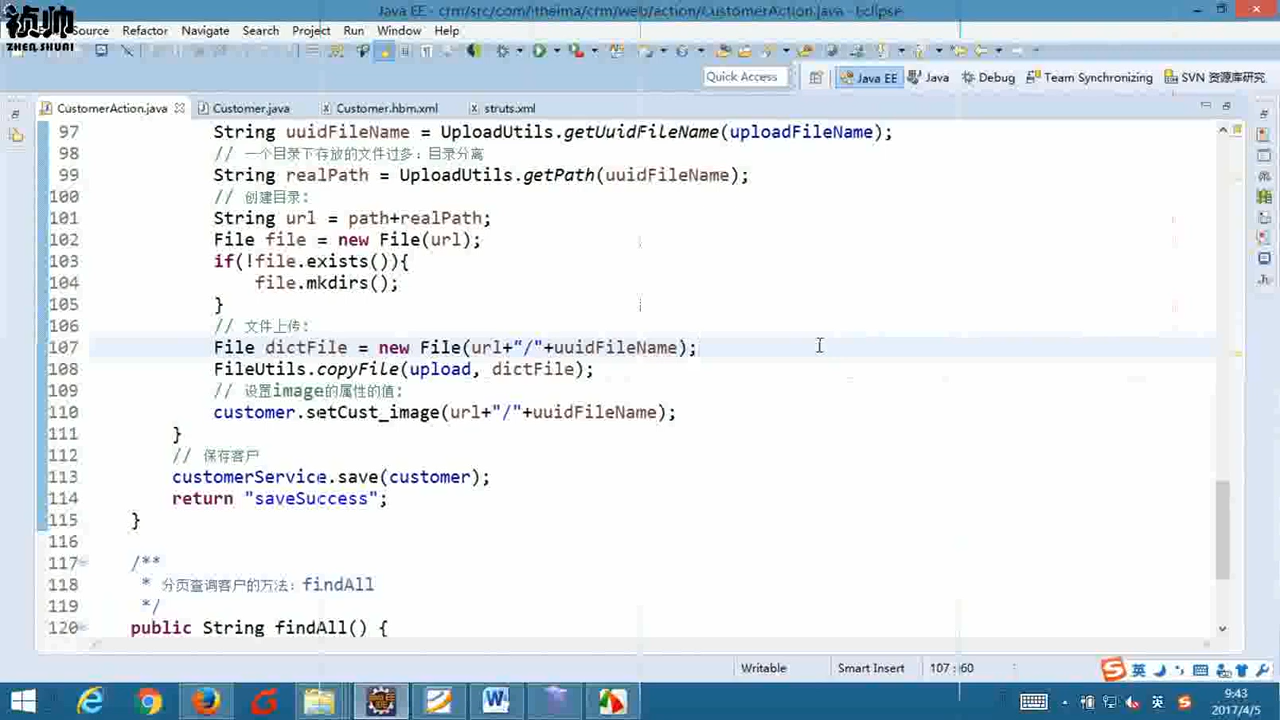 祯帅
ZHEN SHUAI
Java EE - crm/src/com/itheima/crm/web/action/CustomerAction.java - Eclipse
Source Refactor Navigate Search Project Run Window Help
Quick Access Java EE Java Debug Team Synchronizing SVN 资源库研究
CustomerAction.java Customer.java Customer.hbm.xml struts.xml
97 String uuidFileName = UploadUtils.getUuidFileName(uploadFileName);
98 // 一个目录下存放的文件过多：目录分离
99 String realPath = UploadUtils.getPath(uuidFileName);
100 // 创建目录:
101 String url = path+realPath;
102 File file = new File(url);
103 if(!file.exists()){
104 file.mkdirs();
105 }
106 // 文件上传:
107 File dictFile = new File(url+"/"+uuidFileName);
108 FileUtils.copyFile(upload, dictFile);
109 // 设置image的属性的值:
110 customer.setCust_image(url+"/"+uuidFileName);
111 }
112 // 保存客户
113 customerService.save(customer);
114 return "saveSuccess";
115 }
116
117 /**
118 * 分页查询客户的方法：findAll
119 */
120 public String findAll() {
Writable Smart Insert 107 : 60
英
英
9:43
2017/4/5